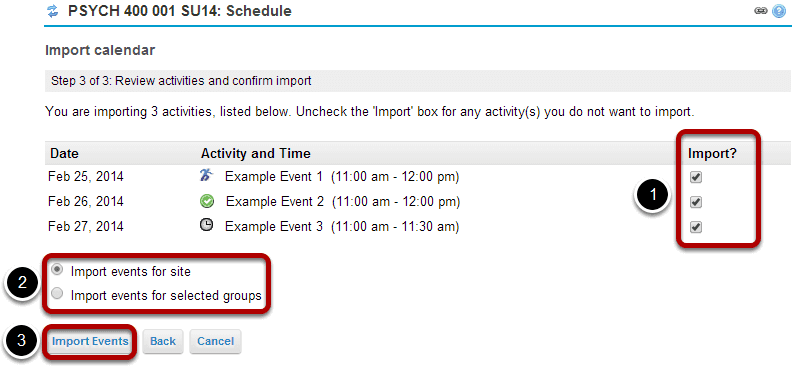 PSYCH 400 001 SU14: Schedule
Import calendar
Step 3 of 3: Review activities and confirm import
You are importing 3 activities, listed below. Uncheck the 'Import' box for any activity(s) you do not want to import.
Date Activity and Time Import?
Feb 25, 2014 Example Event 1 (11:00 am - 12:00 pm)
1
Feb 26, 2014 Example Event 2 (11:00 am - 12:00 pm)
Feb 27, 2014 Example Event 3 (11:00 am - 11:30 am)
2
Import events for site
Import events for selected groups
3 Import Events Back Cancel